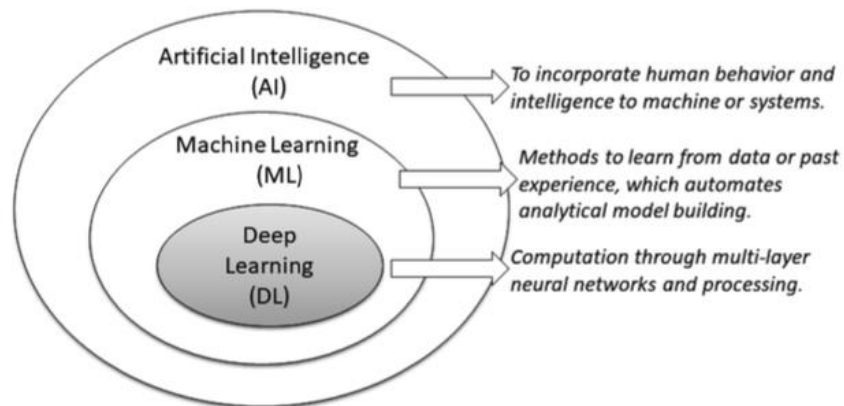 Artificial Intelligence
(AI)
To incorporate human behavior and
intelligence to machine or systems.
Machine Learning
(ML)
Methods to learn from data or past
experience, which automates
analytical model building.
Deep
Learning
(DL)
Computation through multi-layer
neural networks and processing.